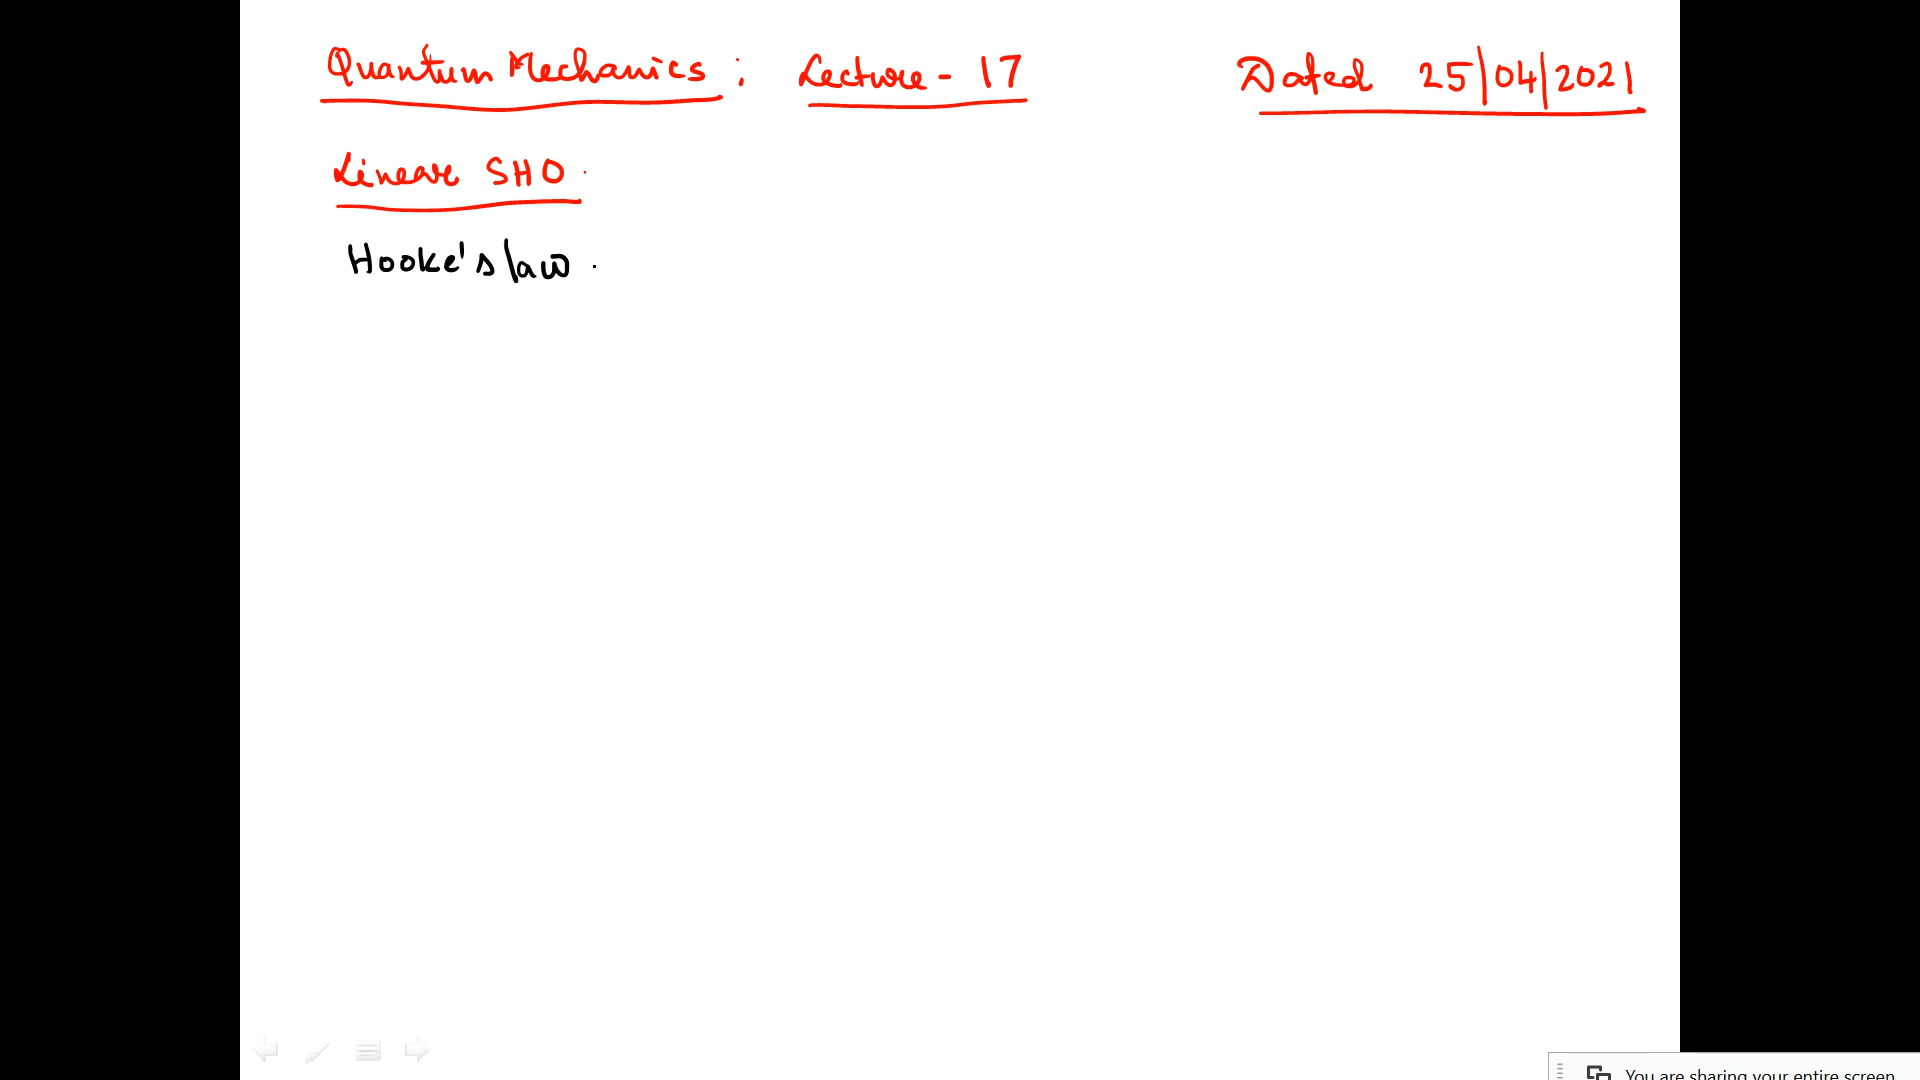 Quantum Mechanics : Lecture - 17 Dated 25/04/2021
Linear SHO .
Hooke's law .
You are sharing your entire screen